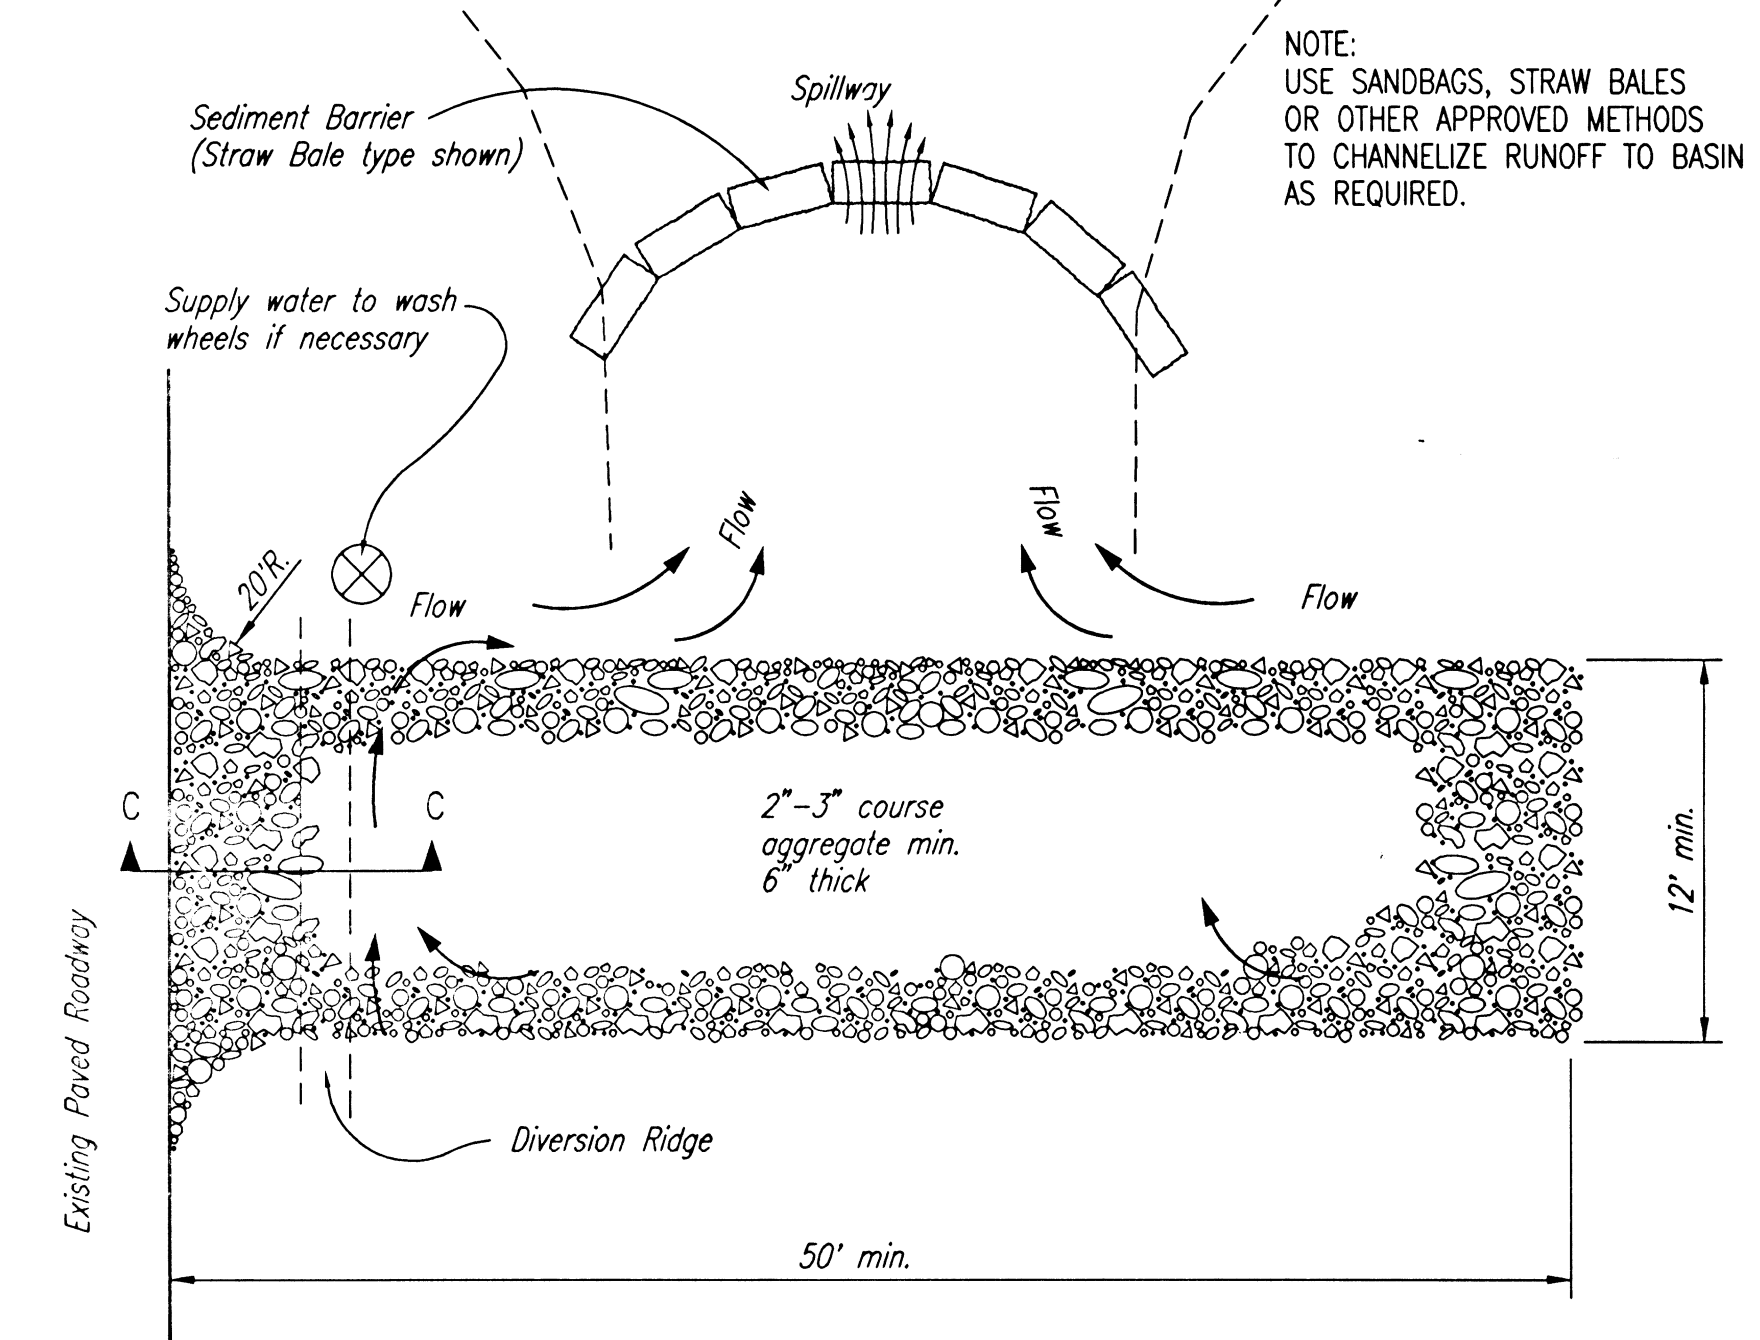 NOTE:
USE SANDBAGS, STRAW BALES
OR OTHER APPROVED METHODS
TO CHANNELIZE RUNOFF TO BASIN
AS REQUIRED.
Spillway
Sediment Barrier
(Straw Bale type shown)
Supply water to wash
wheels if necessary
20'R.
Flow
Flow
Flow
Flow
C
C
2"-3" course
aggregate min.
6" thick
12' min.
Existing Paved Roadway
Diversion Ridge
50' min.